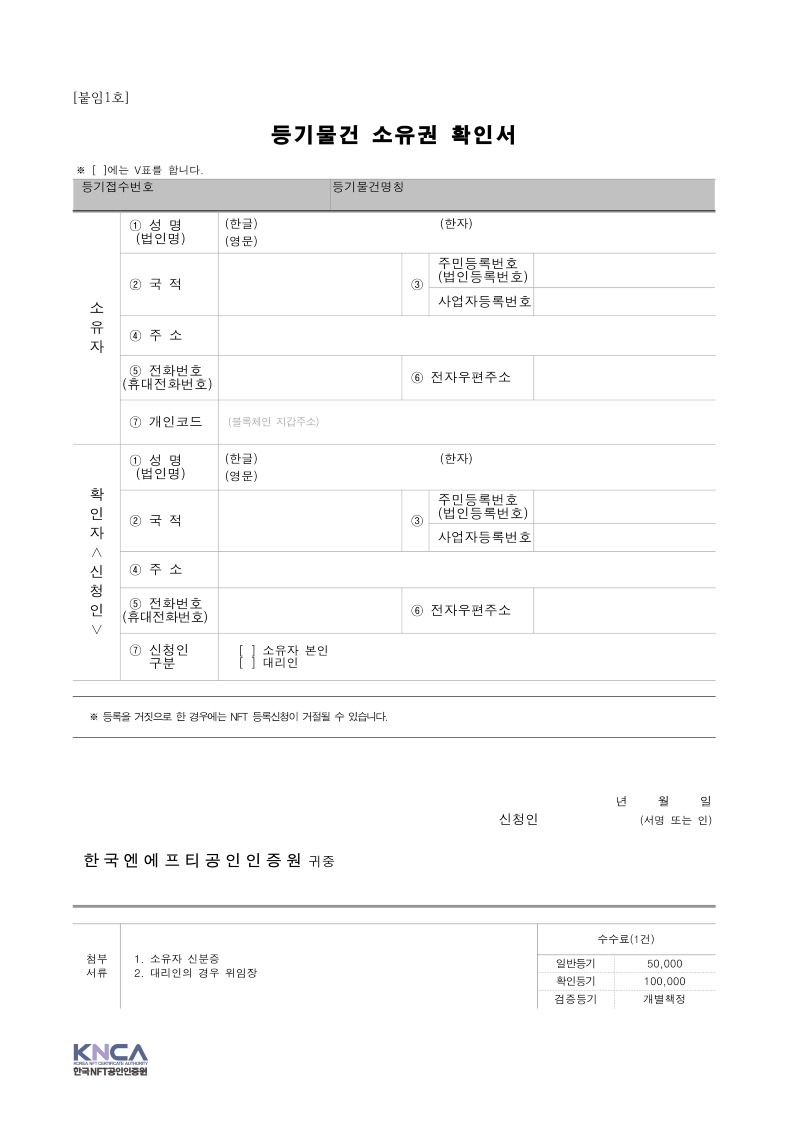 [붙임1호]
등기물건 소유권 확인서
※ [ ]에는 V표를 합니다.
등기접수번호 등기물건명칭
소유자
① 성 명 (한글) (한자)
(법인명) (영문)
② 국 적 ③ 주민등록번호
(법인등록번호)
사업자등록번호
④ 주 소
⑤ 전화번호 ⑥ 전자우편주소
(휴대전화번호)
⑦ 개인코드 (블록체인 지갑주소)
확인자<신청인>
① 성 명 (한글) (한자)
(법인명) (영문)
② 국 적 ③ 주민등록번호
(법인등록번호)
사업자등록번호
④ 주 소
⑤ 전화번호 ⑥ 전자우편주소
(휴대전화번호)
⑦ 신청인 [ ] 소유자 본인
구분 [ ] 대리인
※ 등록을 거짓으로 한 경우에는 NFT 등록신청이 거절될 수 있습니다.
년 월 일
신청인 (서명 또는 인)
한국엔에프티공인인증원 귀중
첨부
서류
1. 소유자 신분증
2. 대리인의 경우 위임장
수수료(1건)
일반등기 50,000
확인등기 100,000
검증등기 개별책정
KNCA
KOREA NFT CERTIFICATE AUTHORITY
한국NFT공인인증원